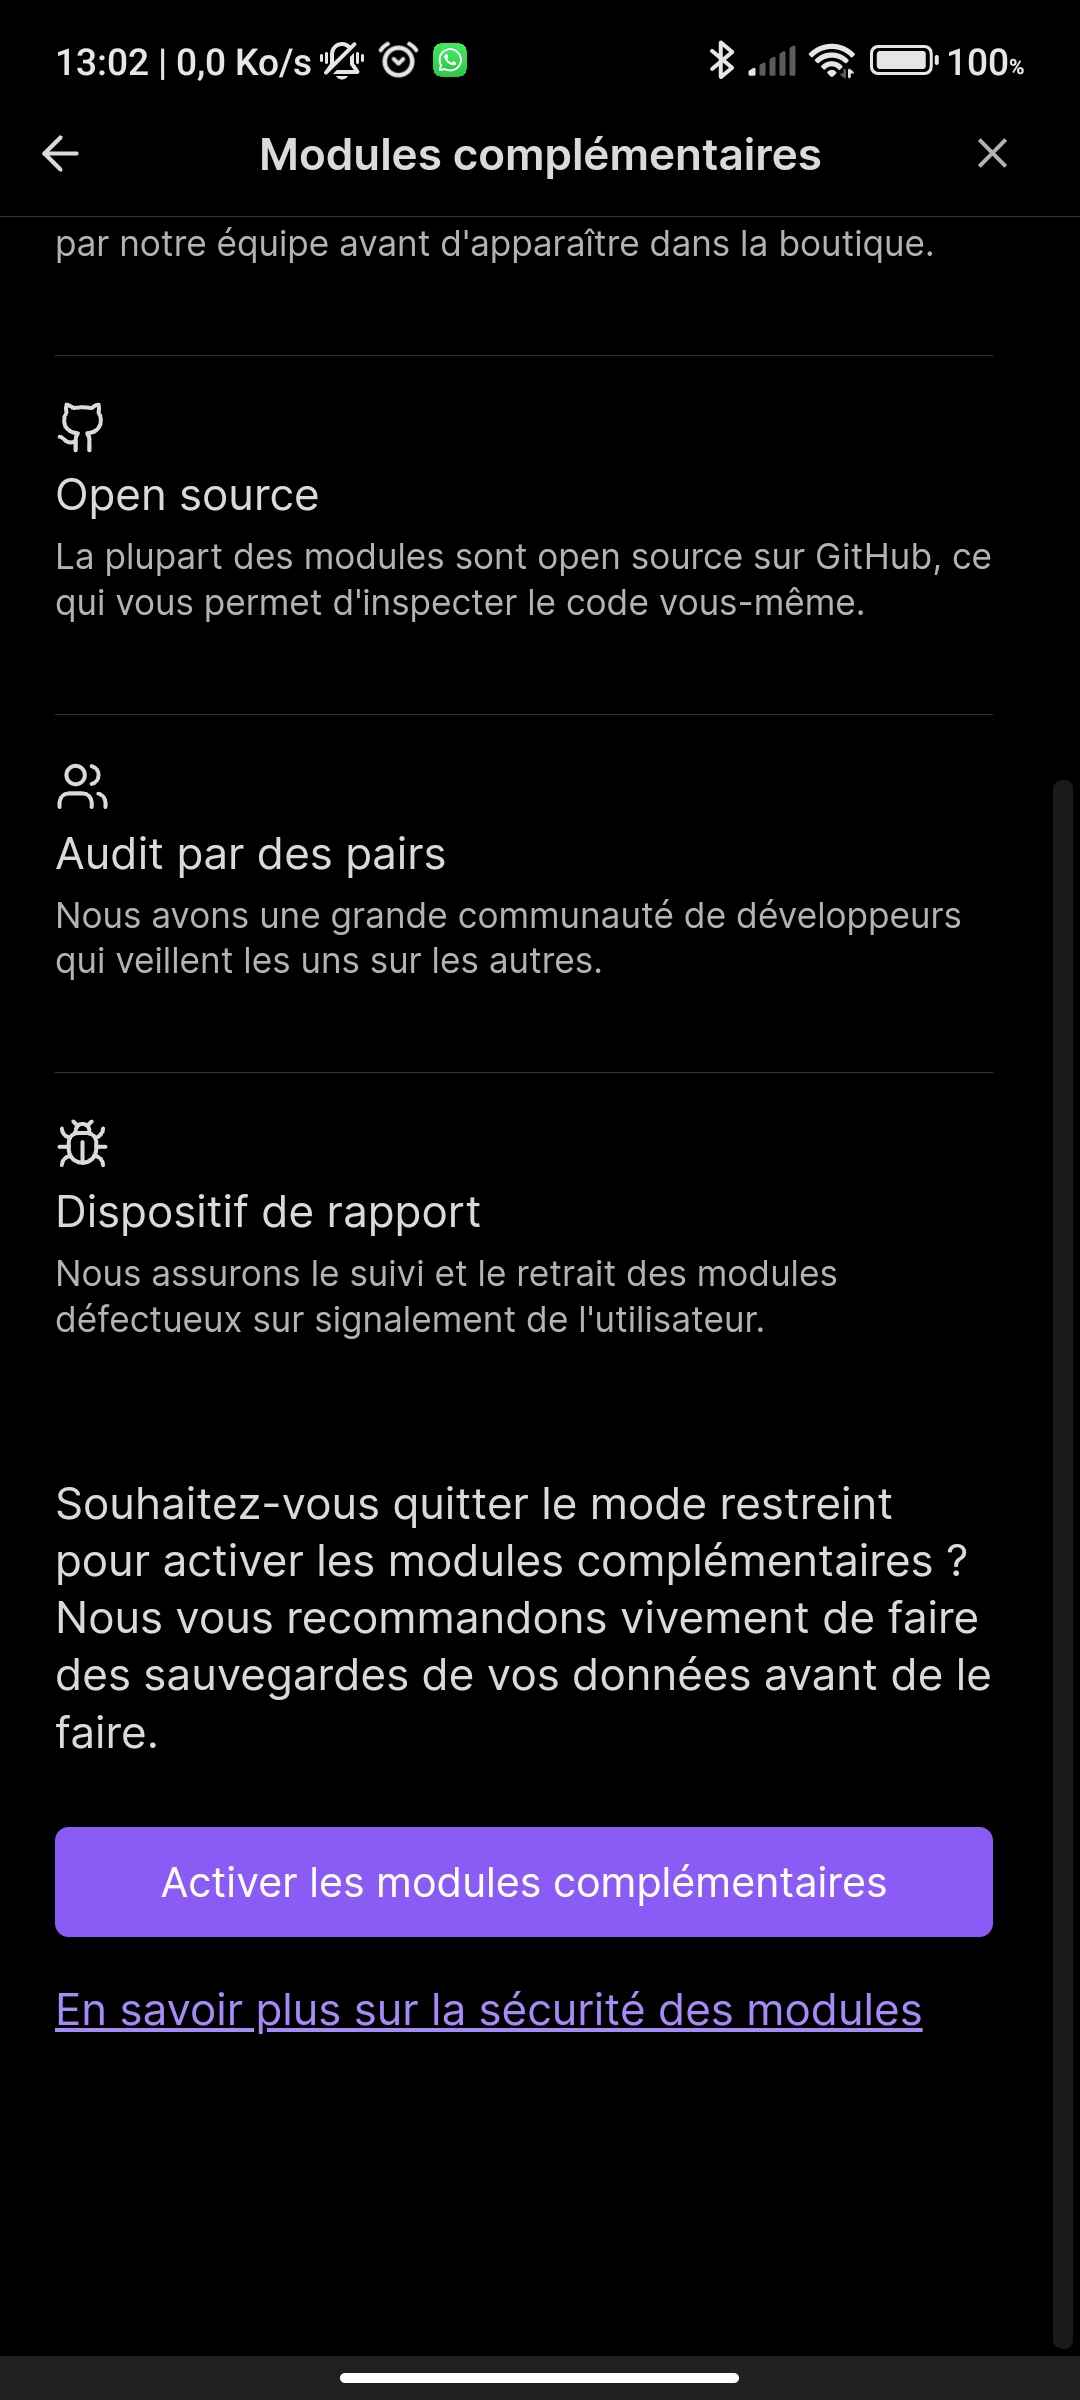 13:02 | 0,0 Ko/s 100%
Modules complémentaires
par notre équipe avant d'apparaître dans la boutique.
Open source
La plupart des modules sont open source sur GitHub, ce
qui vous permet d'inspecter le code vous-même.
Audit par des pairs
Nous avons une grande communauté de développeurs
qui veillent les uns sur les autres.
Dispositif de rapport
Nous assurons le suivi et le retrait des modules
défectueux sur signalement de l'utilisateur.
Souhaitez-vous quitter le mode restreint
pour activer les modules complémentaires ?
Nous vous recommandons vivement de faire
des sauvegardes de vos données avant de le
faire.
Activer les modules complémentaires
En savoir plus sur la sécurité des modules